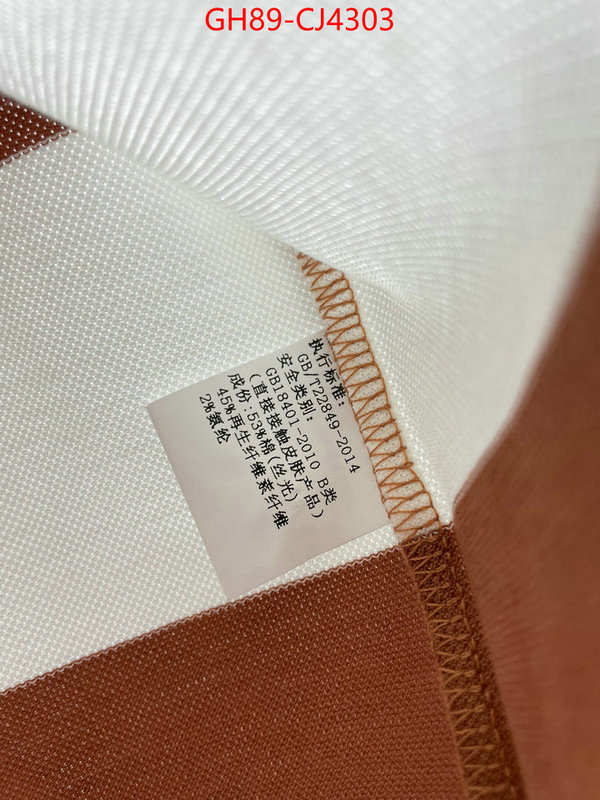 GH89-CJ4303
执行标准:
GB/T22849-2014
安全类别:
GB18401-2010 B类
(直接接触皮肤产品)
成份:53%棉(丝光)
45%再生纤维素纤维
2%氨纶